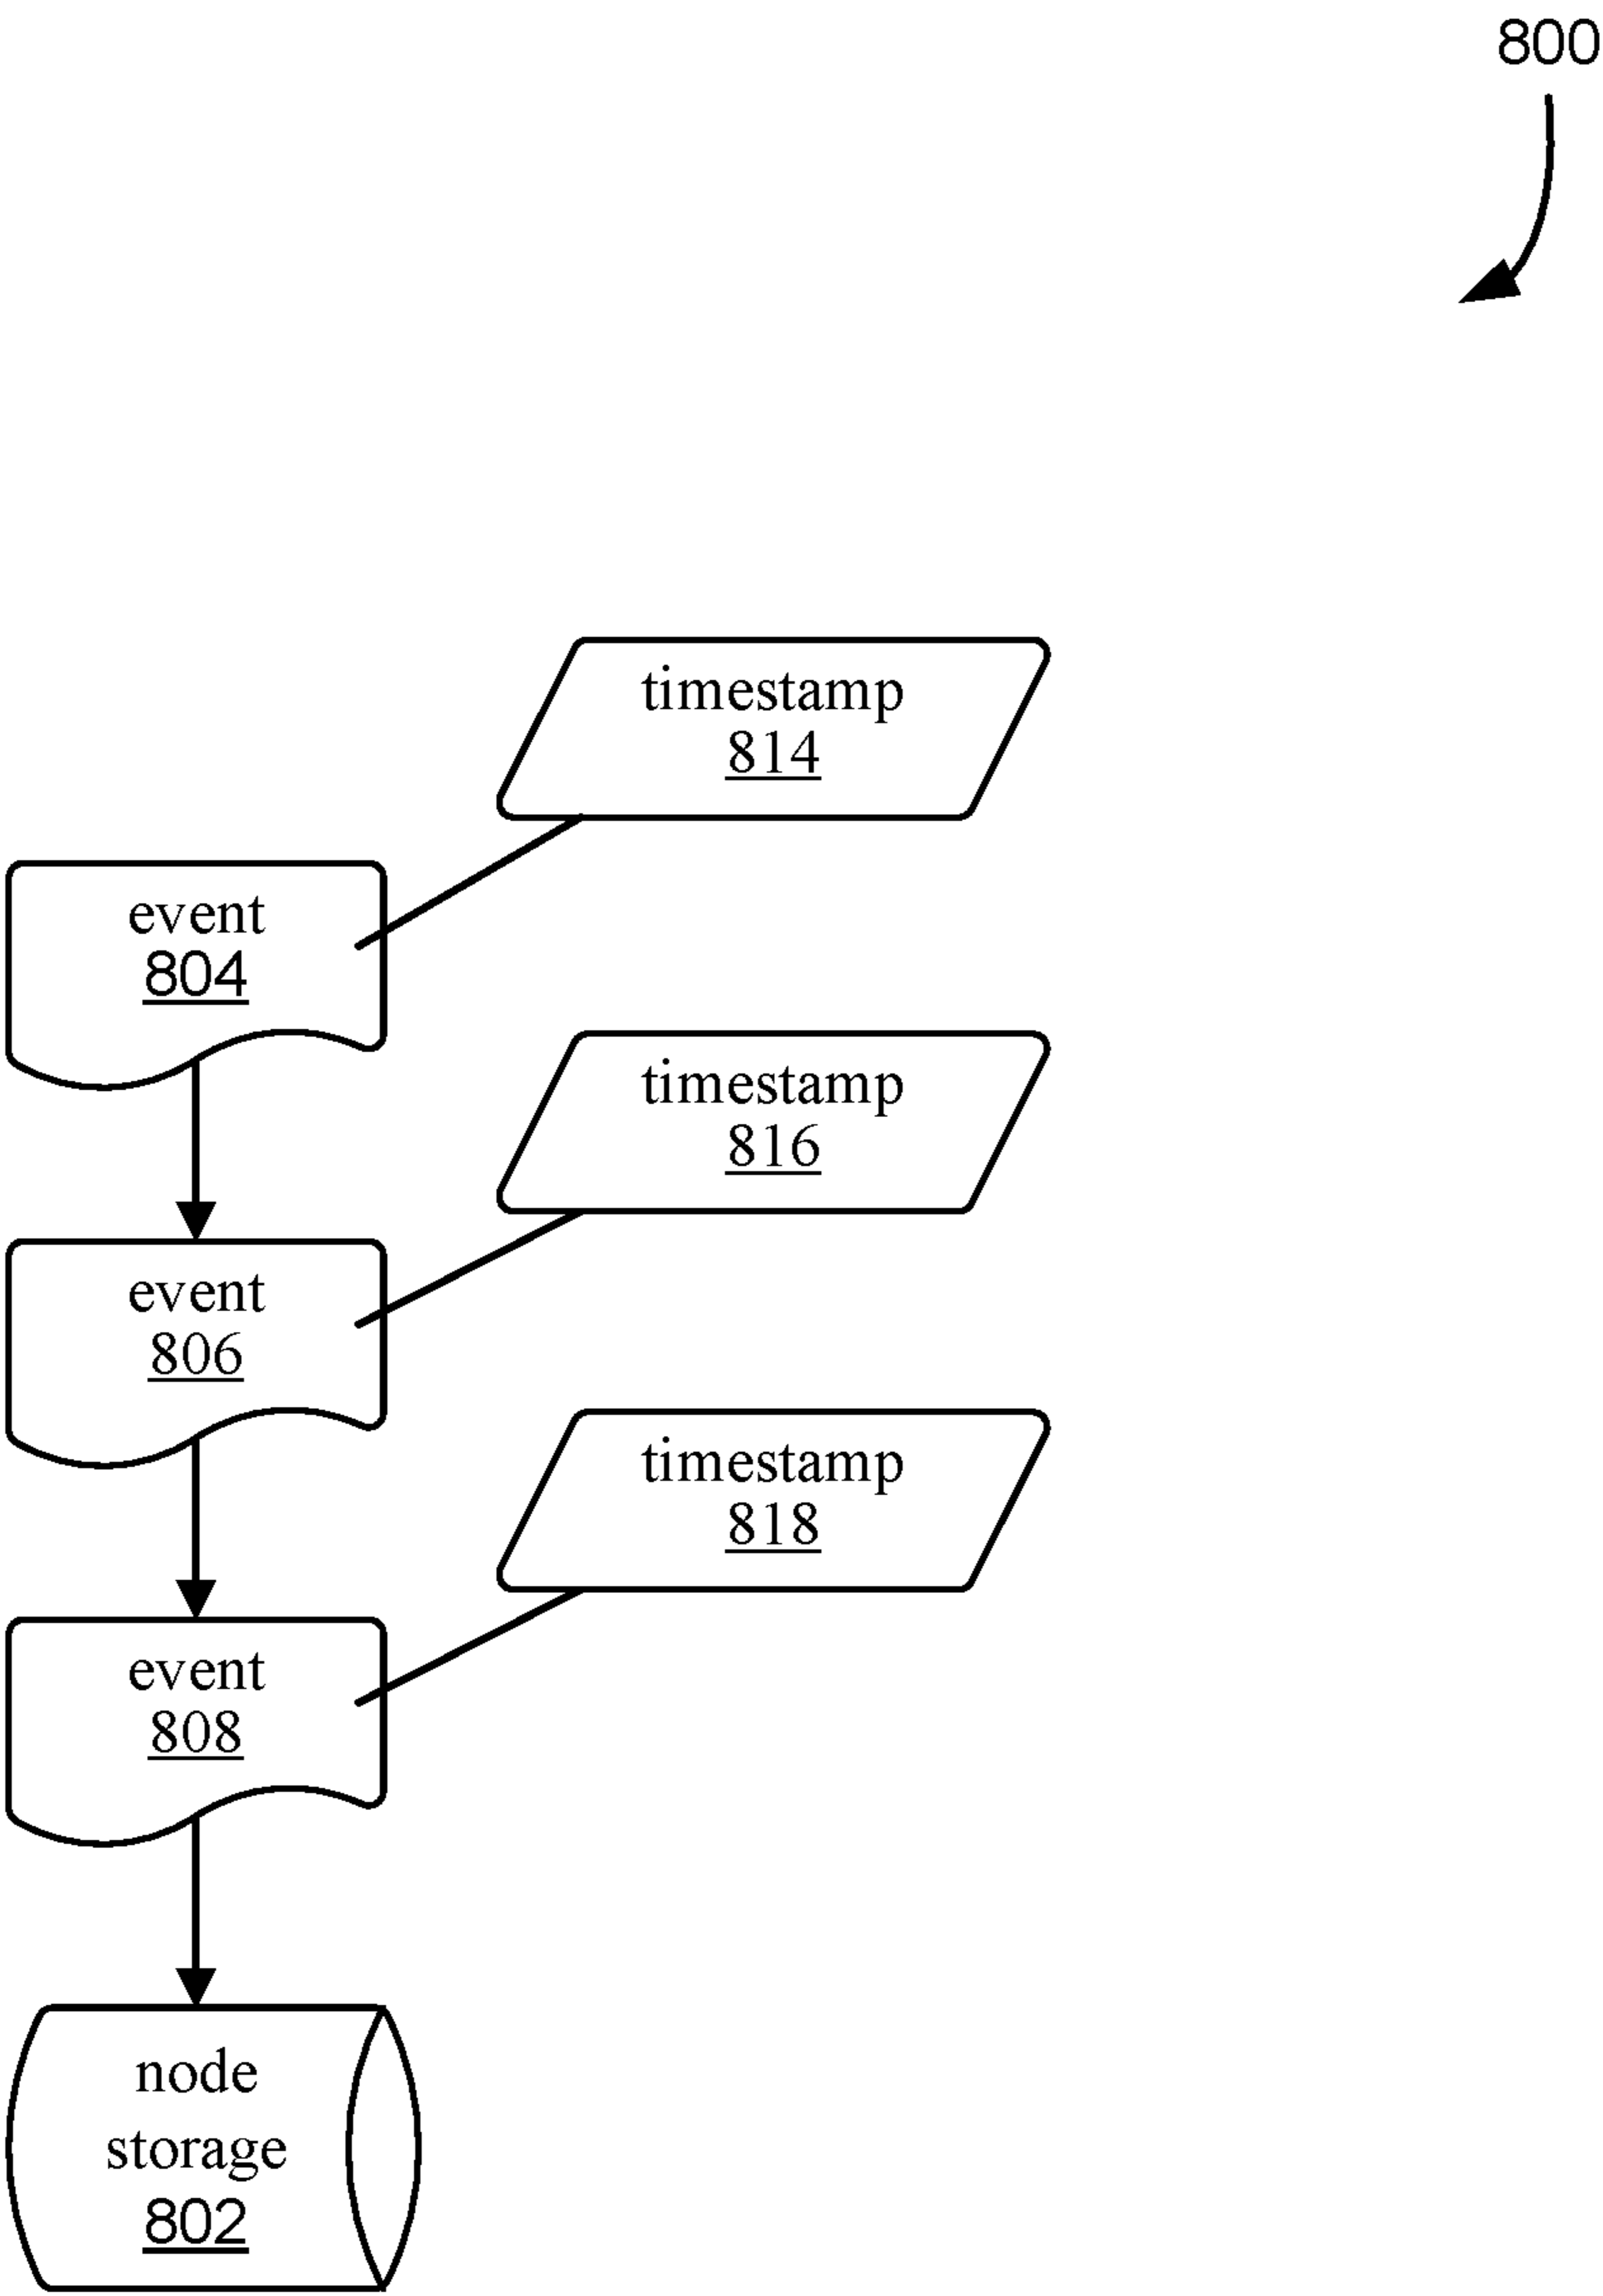 800
timestamp
814
event
804
timestamp
816
event
806
timestamp
818
event
808
node
storage
802